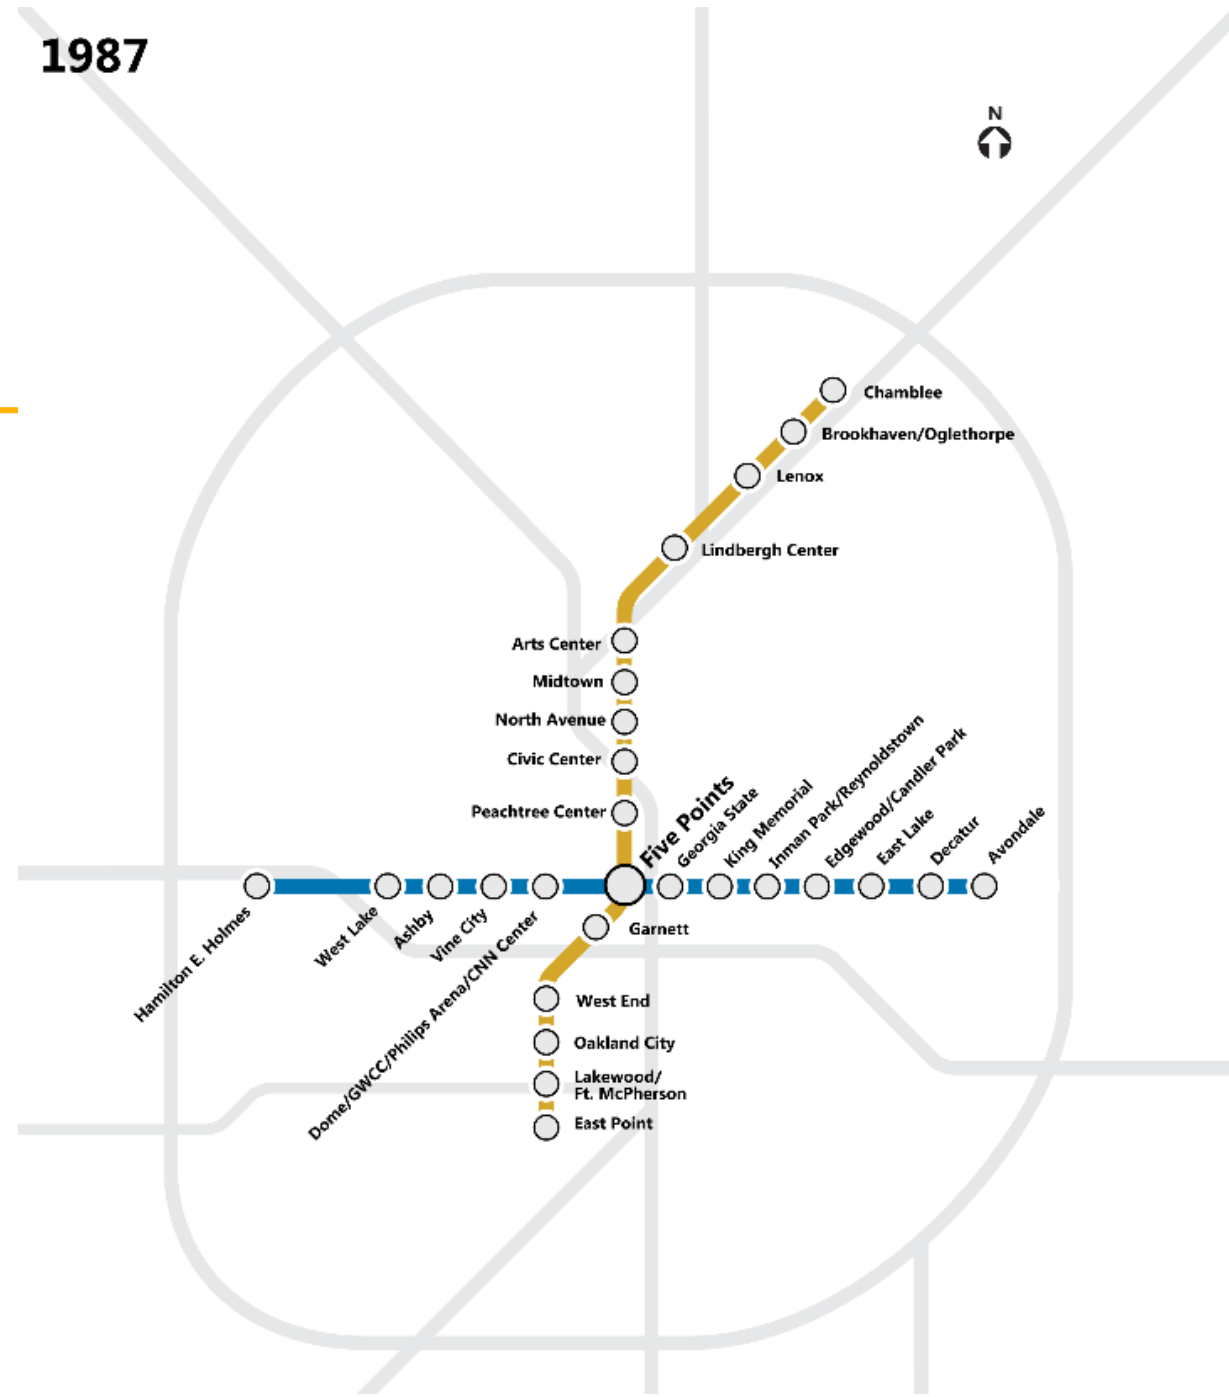 1987
N
Chamblee
Brookhaven/Oglethorpe
Lenox
Lindbergh Center
Arts Center
Midtown
North Avenue
Civic Center
Peachtree Center
Five Points
Georgia State
King Memorial
Inman Park/Reynoldstown
Edgewood/Candler Park
East Lake
Decatur
Avondale
Hamilton E. Holmes
West Lake
Ashby
Vine City
Dome/GWCC/Philips Arena/CNN Center
Garnett
West End
Oakland City
Lakewood/
Ft. McPherson
East Point